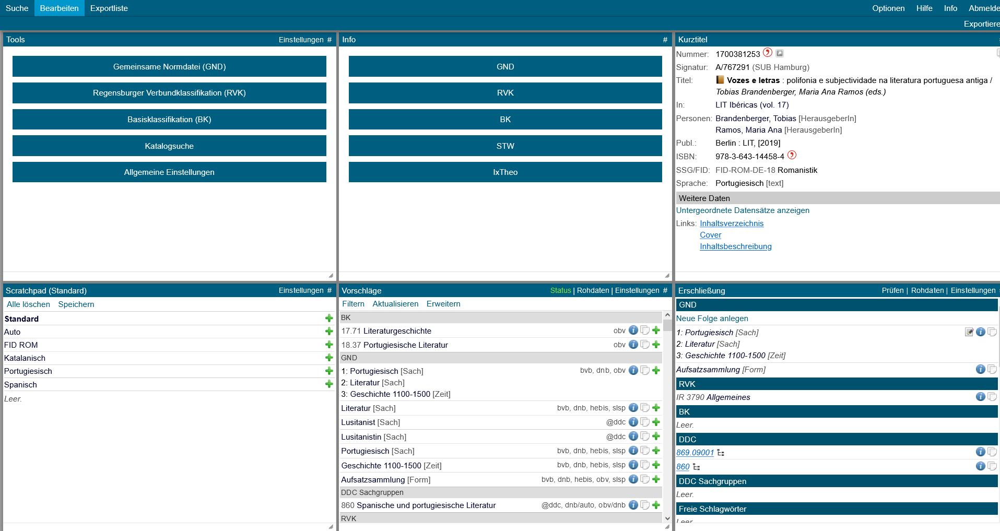 Suche Bearbeiten Exportliste Optionen Hilfe Info Abmelde
Exportiere
Tools Einstellungen #
Gemeinsame Normdatei (GND)
Regensburger Verbundklassifikation (RVK)
Basisklassifikation (BK)
Katalogsuche
Allgemeine Einstellungen
Info #
GND
RVK
BK
STW
IxTheo
Kurztitel
Nummer: 1700381253
Signatur: A/767291 (SUB Hamburg)
Titel: Vozes e letras : polifonia e subjectividade na literatura portuguesa antiga /
Tobias Brandenberger, Maria Ana Ramos (eds.)
In: LIT Ibéricas (vol. 17)
Personen: Brandenberger, Tobias [HerausgeberIn]
Ramos, Maria Ana [HerausgeberIn]
Publ.: Berlin : LIT, [2019]
ISBN: 978-3-643-14458-4
SSG/FID: FID-ROM-DE-18 Romanistik
Sprache: Portugiesisch [text]
Weitere Daten
Untergeordnete Datensätze anzeigen
Links: Inhaltsverzeichnis
Cover
Inhaltsbeschreibung
Scratchpad (Standard) Einstellungen #
Alle löschen Speichern
Standard
Auto
FID ROM
Katalanisch
Portugiesisch
Spanisch
Leer.
Vorschläge Status | Rohdaten | Einstellungen #
Filtern Aktualisieren Erweitern
BK
17.71 Literaturgeschichte obv
18.37 Portugiesische Literatur obv
GND
1: Portugiesisch [Sach] bvb, dnb, obv
2: Literatur [Sach]
3: Geschichte 1100-1500 [Zeit]
Literatur [Sach] bvb, dnb, hebis, slsp
Lusitanist [Sach] @ddc
Lusitanistin [Sach] @ddc
Portugiesisch [Sach] bvb, dnb, hebis, slsp
Geschichte 1100-1500 [Zeit] bvb, dnb, hebis, slsp
Aufsatzsammlung [Form] bvb, dnb, hebis, obv, slsp
DDC Sachgruppen
860 Spanische und portugiesische Literatur @ddc, dnb/auto, obv/dnb
RVK
Erschließung Prüfen | Rohdaten | Einstellungen
GND
Neue Folge anlegen
1: Portugiesisch [Sach]
2: Literatur [Sach]
3: Geschichte 1100-1500 [Zeit]
Aufsatzsammlung [Form]
RVK
IR 3790 Allgemeines
BK
Leer.
DDC
869.09001
860
DDC Sachgruppen
Leer.
Freie Schlagwörter
Leer.